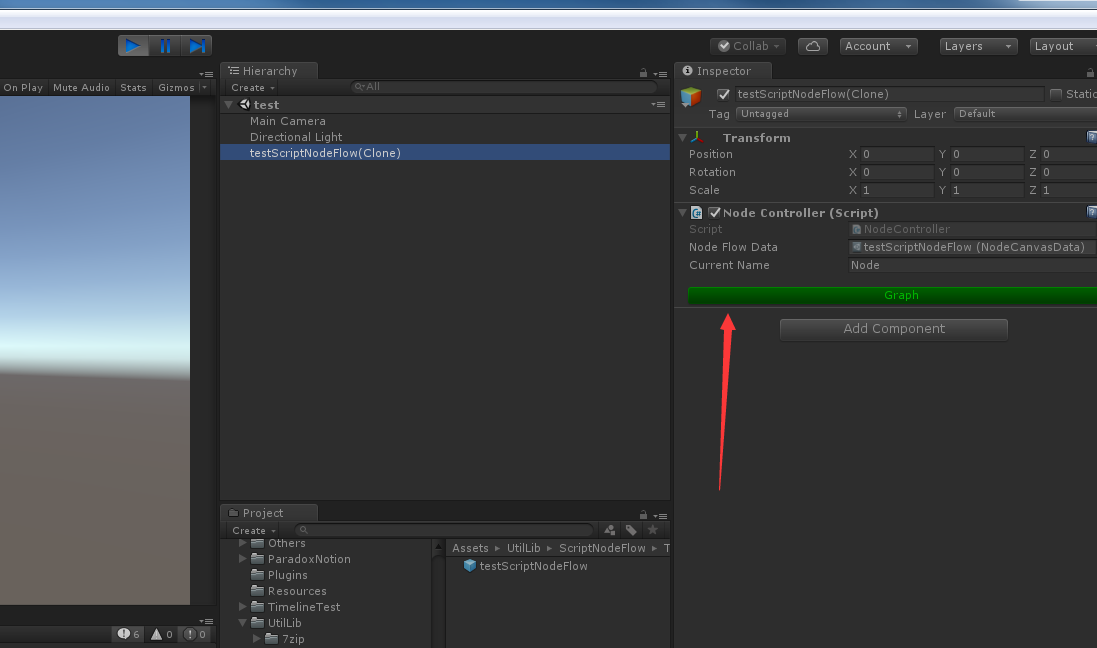 Collab
Account
Layers
Layout
On Play
Mute Audio
Stats
Gizmos
Hierarchy
Create
All
test
Main Camera
Directional Light
testScriptNodeFlow(Clone)
Inspector
testScriptNodeFlow(Clone)
Static
Tag
Untagged
Layer
Default
Transform
Position X 0 Y 0 Z 0
Rotation X 0 Y 0 Z 0
Scale X 1 Y 1 Z 1
Node Controller (Script)
Script NodeController
Node Flow Data testScriptNodeFlow (NodeCanvasData)
Current Name Node
Graph
Add Component
Project
Create
Others
ParadoxNotion
Plugins
Resources
TimelineTest
UtilLib
7zip
Assets ▸ UtilLib ▸ ScriptNodeFlow ▸ T
testScriptNodeFlow
6
0
0